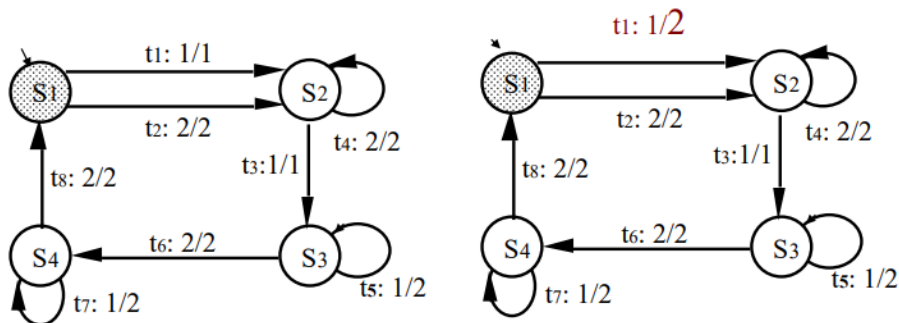 t1: 1/1
S1
S2
t2: 2/2
t4: 2/2
t3:1/1
t8: 2/2
S4
t6: 2/2
S3
t7: 1/2
t5: 1/2
t1: 1/2
S1
S2
t2: 2/2
t4: 2/2
t3:1/1
t8: 2/2
S4
t6: 2/2
S3
t7: 1/2
t5: 1/2